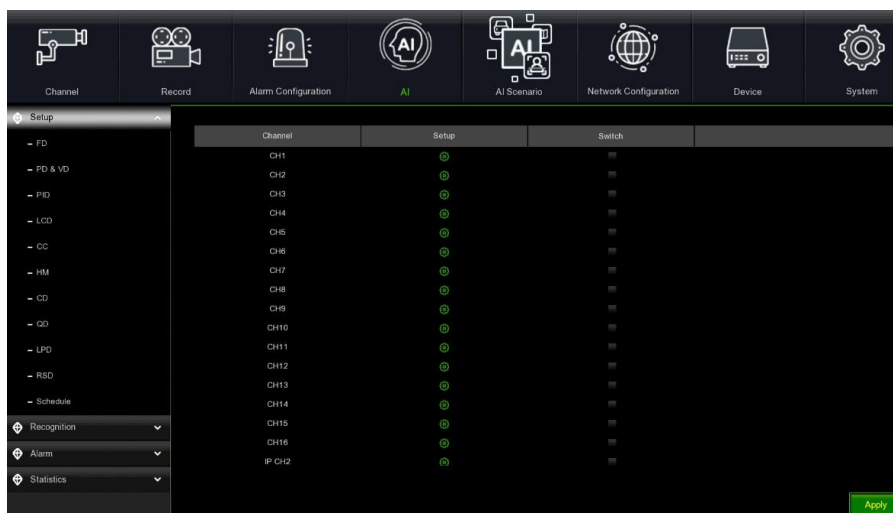 AI
AI
Channel Record Alarm Configuration AI AI Scenario Network Configuration Device System
Setup
– FD
– PD & VD
– PID
– LCD
– CC
– HM
– CD
– QD
– LPD
– RSD
– Schedule
Recognition
Alarm
Statistics
Channel Setup Switch
CH1
CH2
CH3
CH4
CH5
CH6
CH7
CH8
CH9
CH10
CH11
CH12
CH13
CH14
CH15
CH16
IP CH2
Apply